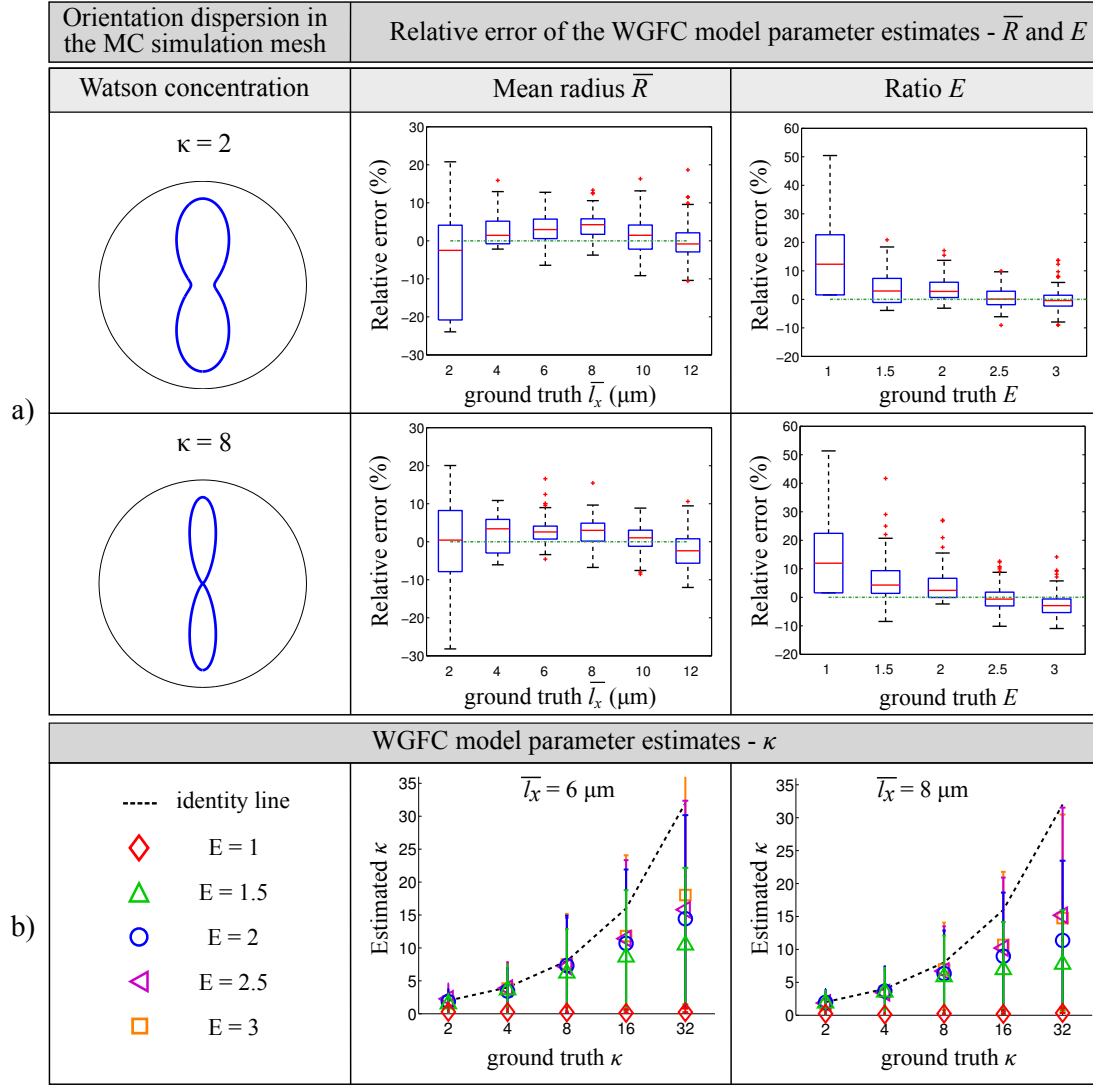 Orientation dispersion in
the MC simulation mesh
Relative error of the WGFC model parameter estimates - R̅ and E
Watson concentration
Mean radius R̅
Ratio E
a)
κ = 2
30
20
10
0
−10
−20
−30
Relative error (%)
2 4 6 8 10 12
ground truth l̅x (μm)
60
50
40
30
20
10
0
−10
−20
Relative error (%)
1 1.5 2 2.5 3
ground truth E
κ = 8
30
20
10
0
−10
−20
−30
Relative error (%)
2 4 6 8 10 12
ground truth l̅x (μm)
60
50
40
30
20
10
0
−10
−20
Relative error (%)
1 1.5 2 2.5 3
ground truth E
WGFC model parameter estimates - κ
b)
identity line
E = 1
E = 1.5
E = 2
E = 2.5
E = 3
l̅x = 6 μm
35
30
25
20
15
10
5
0
Estimated κ
2 4 8 16 32
ground truth κ
l̅x = 8 μm
35
30
25
20
15
10
5
0
Estimated κ
2 4 8 16 32
ground truth κ